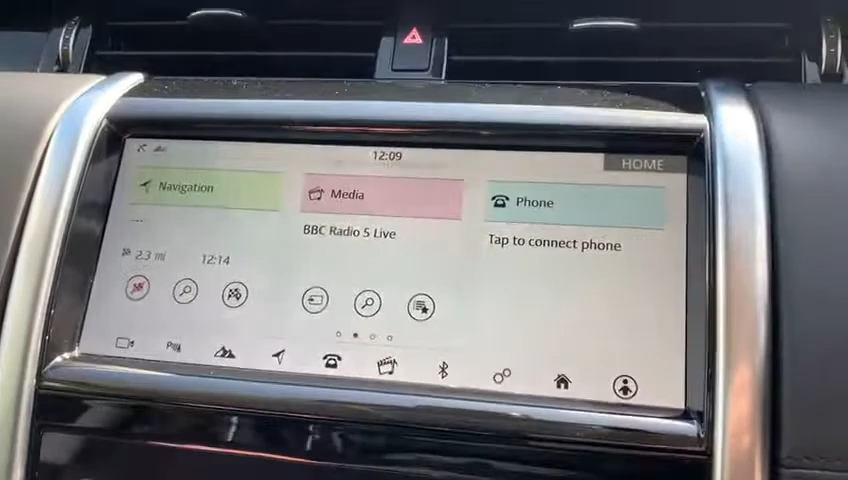 12:09
HOME
Navigation
Media
Phone
---
BBC Radio 5 Live
Tap to connect phone
2.3 mi
12:14